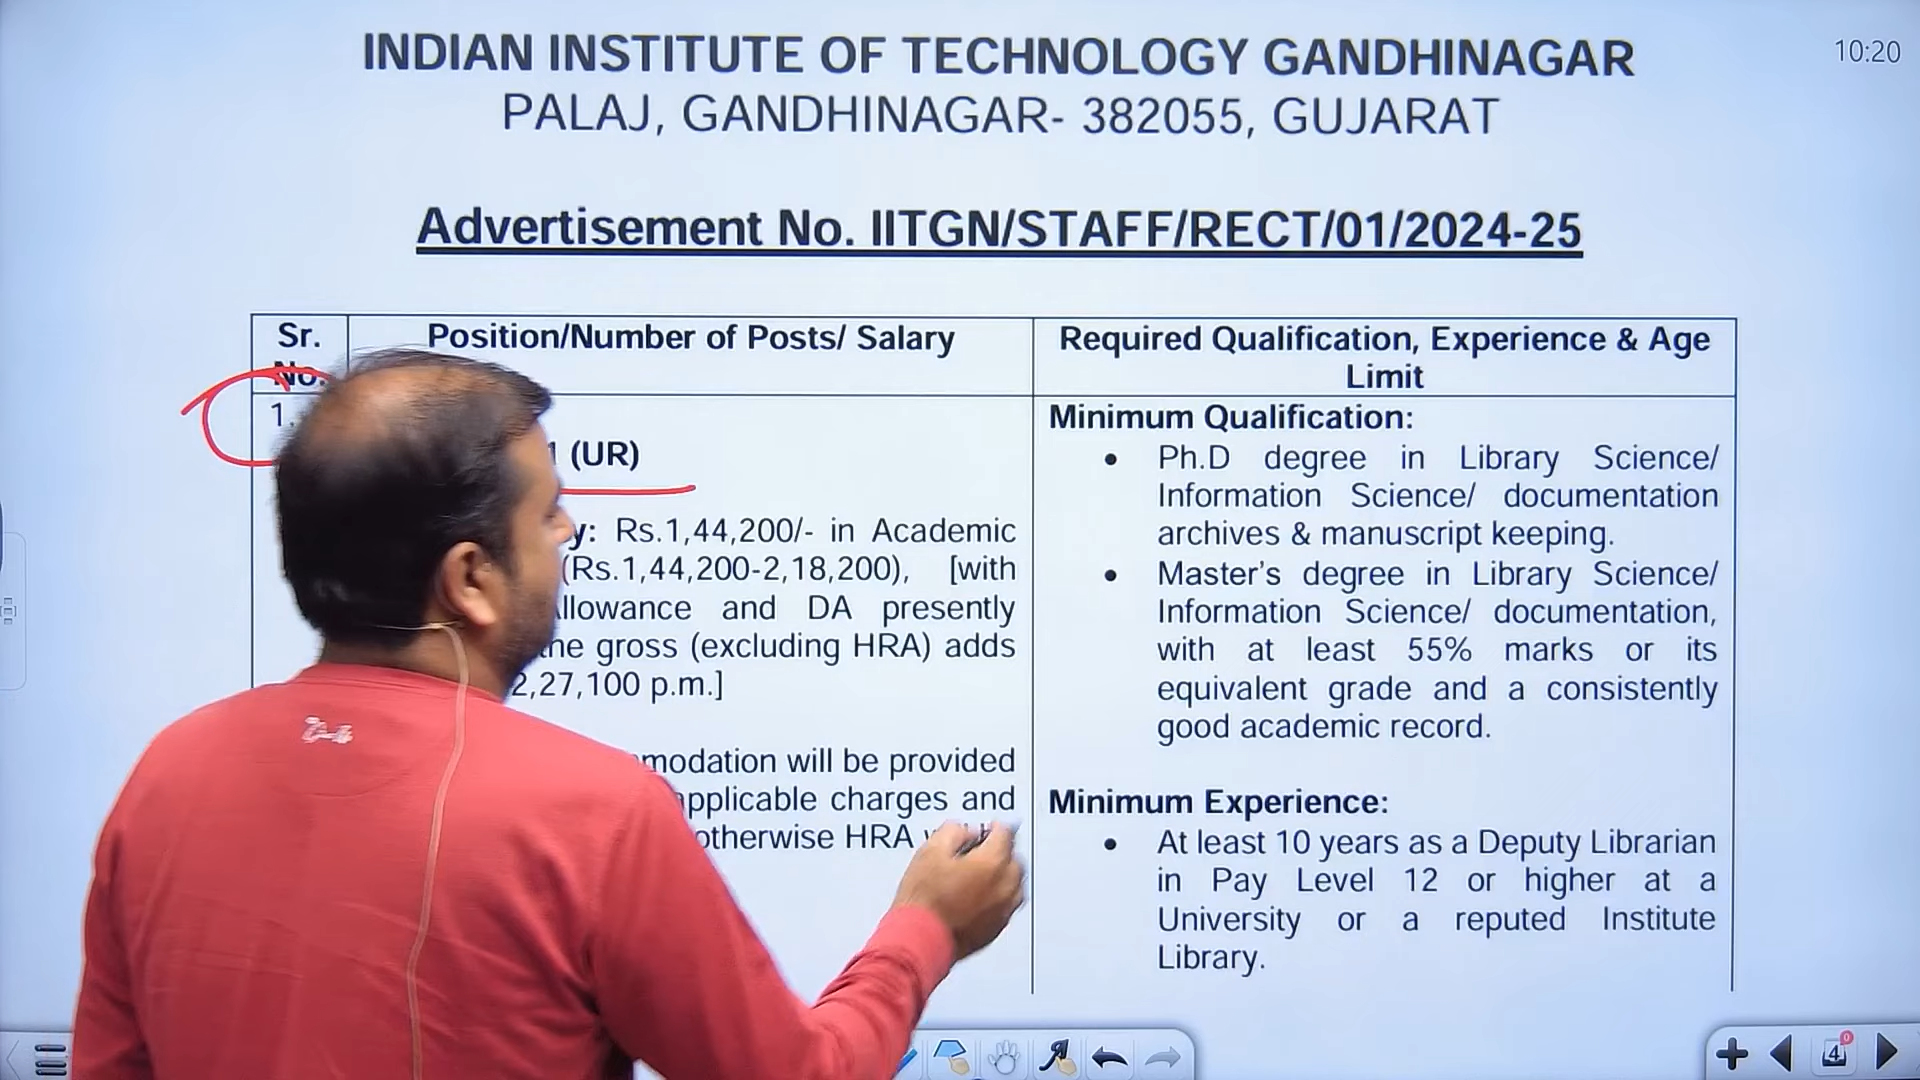 INDIAN INSTITUTE OF TECHNOLOGY GANDHINAGAR
10:20
PALAJ, GANDHINAGAR- 382055, GUJARAT
Advertisement No. IITGN/STAFF/RECT/01/2024-25
Sr.
No.
Position/Number of Posts/ Salary
Required Qualification, Experience & Age
Limit
1.
(UR)
Rs.1,44,200/- in Academic
(Rs.1,44,200-2,18,200), [with
and DA presently
gross (excluding HRA) adds
2,27,100 p.m.]
will be provided
applicable charges and
otherwise HRA
Minimum Qualification:
• Ph.D degree in Library Science/
Information Science/ documentation
archives & manuscript keeping.
• Master's degree in Library Science/
Information Science/ documentation,
with at least 55% marks or its
equivalent grade and a consistently
good academic record.
Minimum Experience:
• At least 10 years as a Deputy Librarian
in Pay Level 12 or higher at a
University or a reputed Institute
Library.
4
0